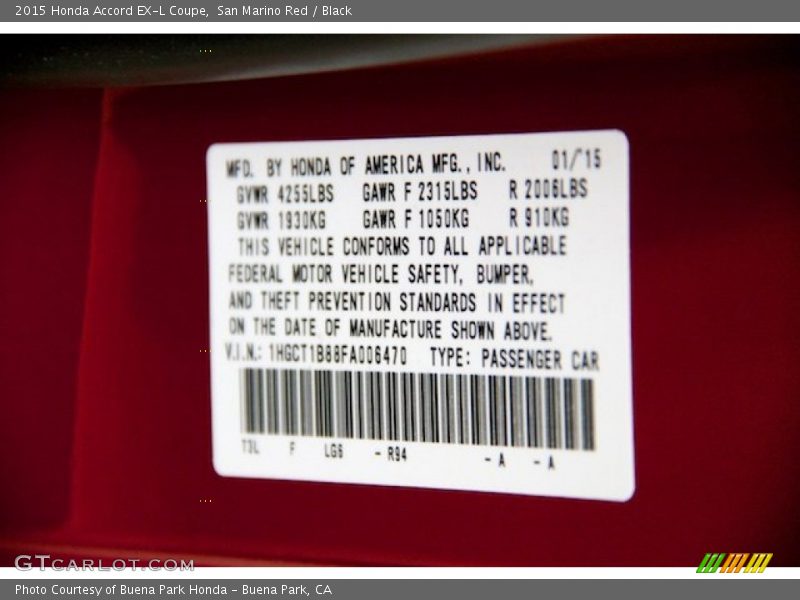 2015 Honda Accord EX-L Coupe,  San Marino Red / Black
MFD. BY HONDA OF AMERICA MFG., INC. 01/'15
GVWR 4255LBS GAWR F 2315LBS R 2006LBS
GVWR 1930KG GAWR F 1050KG R 910KG
THIS VEHICLE CONFORMS TO ALL APPLICABLE
FEDERAL MOTOR VEHICLE SAFETY, BUMPER,
AND THEFT PREVENTION STANDARDS IN EFFECT
ON THE DATE OF MANUFACTURE SHOWN ABOVE.
V.I.N.: 1HGCT1B88FA006470 TYPE: PASSENGER CAR
T3L F LG6 - R94 - A - A
GTCARLOT.COM
Photo Courtesy of Buena Park Honda - Buena Park, CA